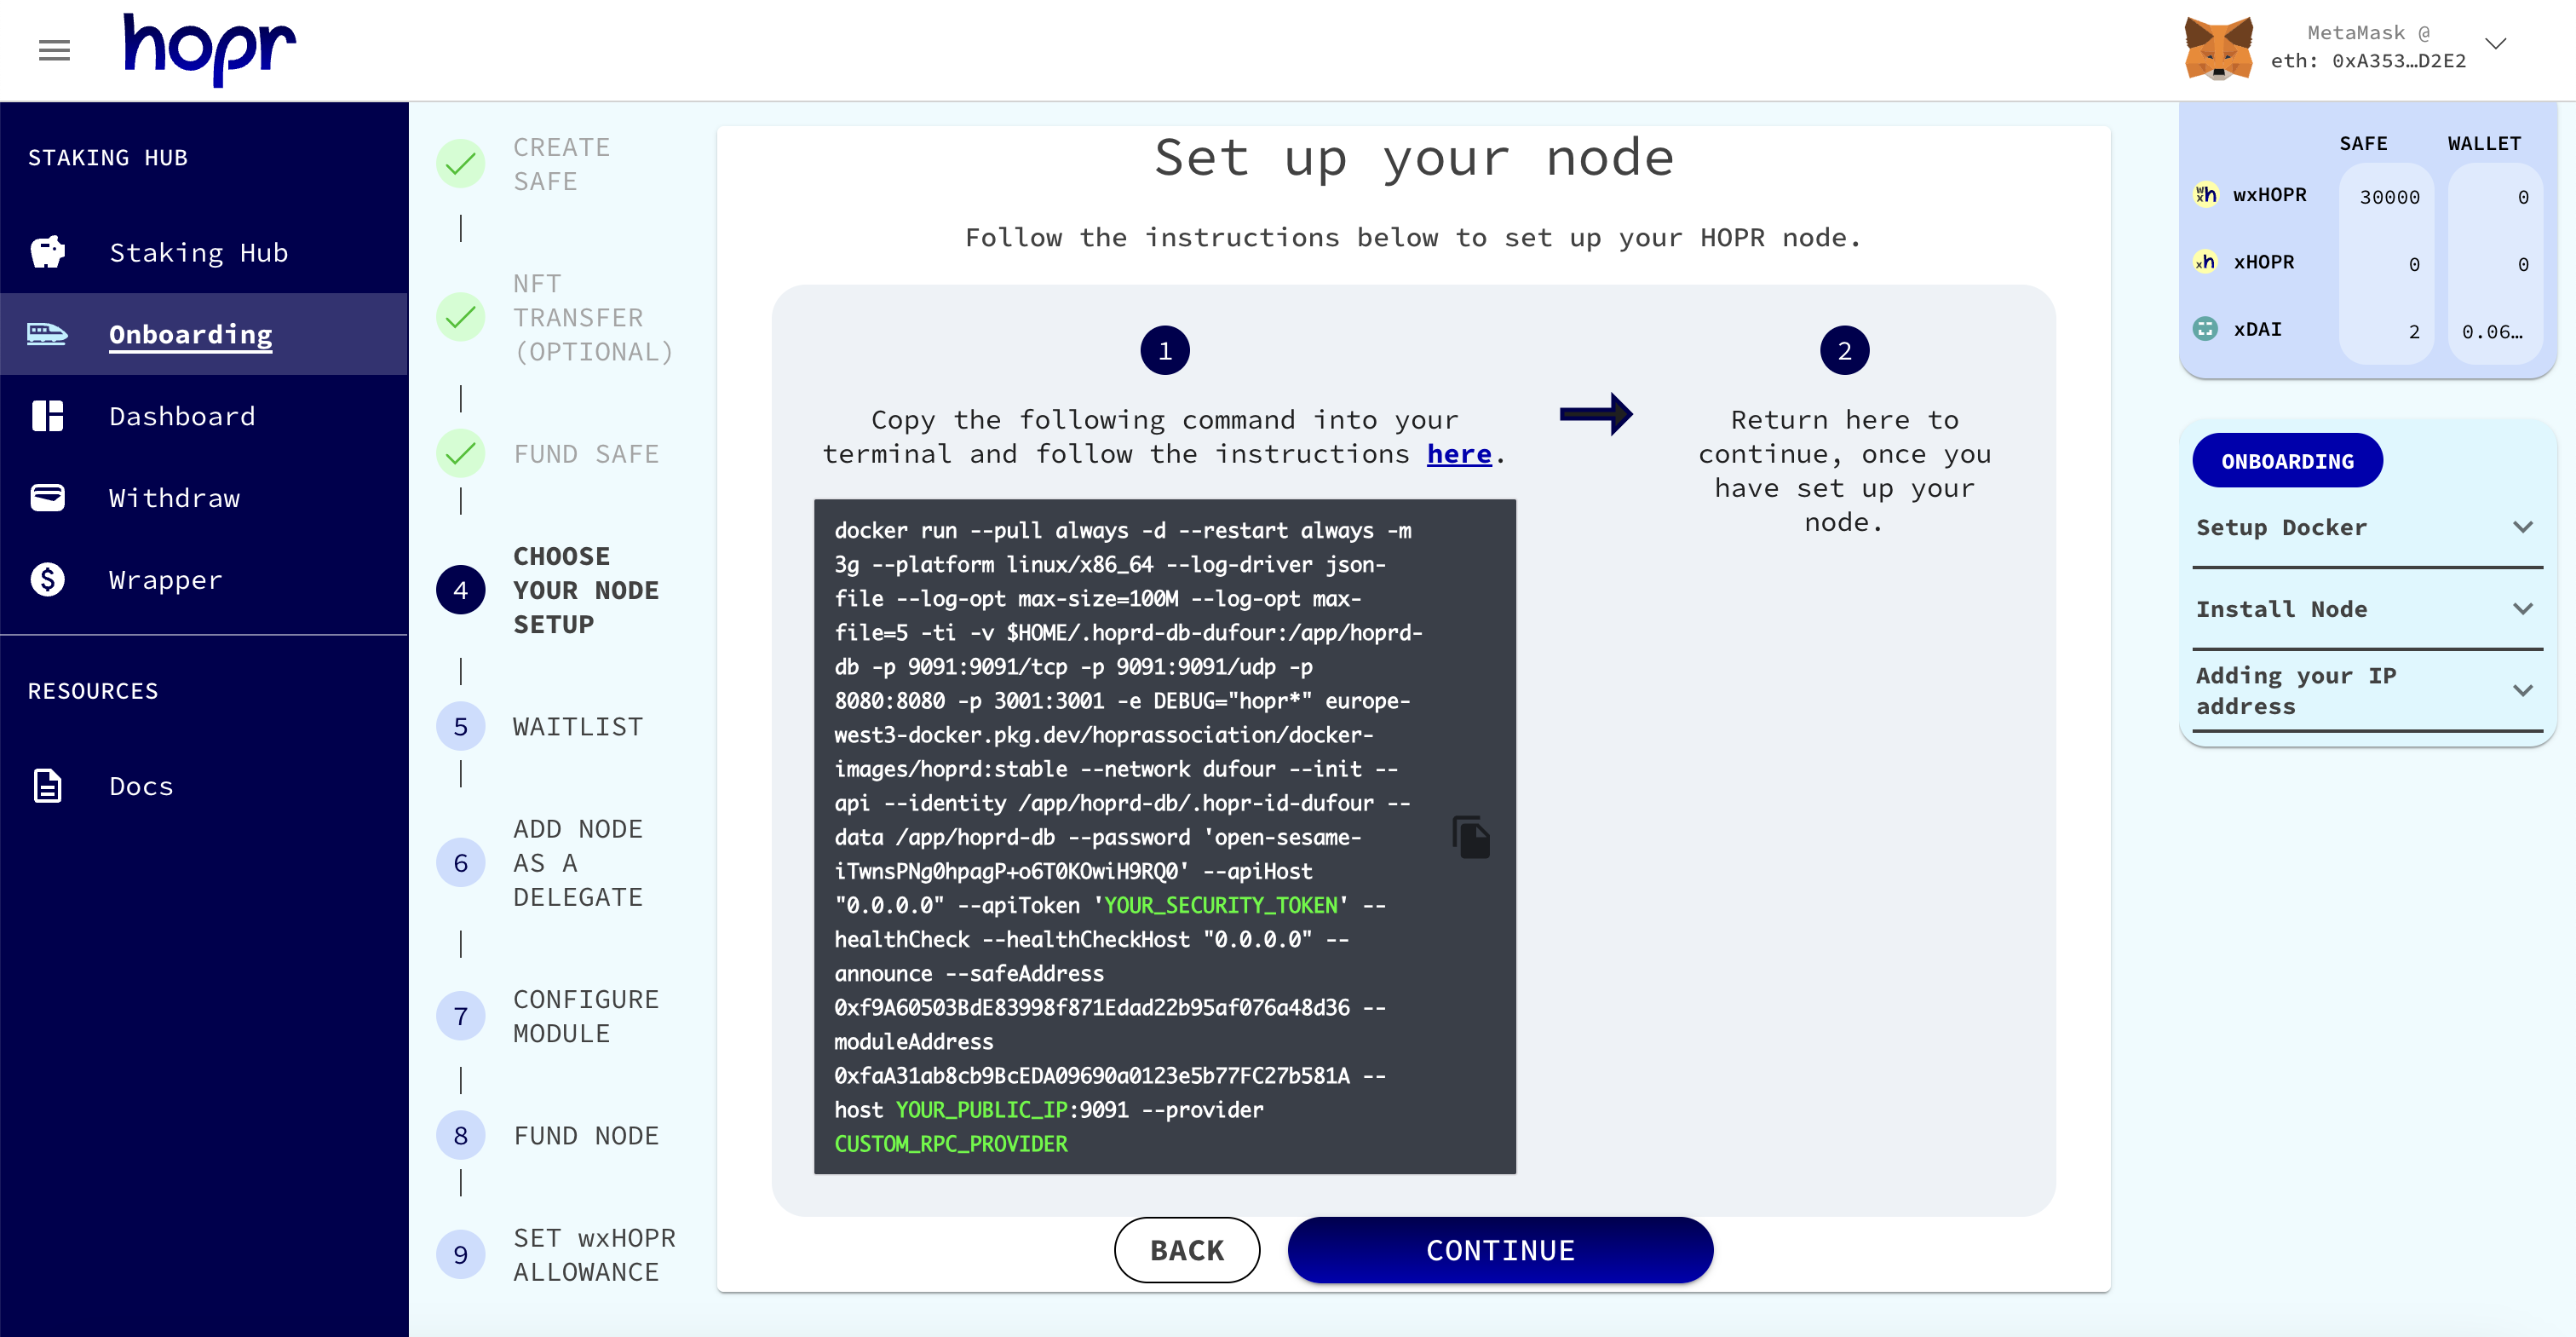 hopr
MetaMask @
eth: 0xA353…D2E2
STAKING HUB
Staking Hub
Onboarding
Dashboard
Withdraw
Wrapper
RESOURCES
Docs
CREATE
SAFE
NFT
TRANSFER
(OPTIONAL)
FUND SAFE
4
CHOOSE
YOUR NODE
SETUP
5
WAITLIST
6
ADD NODE
AS A
DELEGATE
7
CONFIGURE
MODULE
8
FUND NODE
9
SET wxHOPR
ALLOWANCE
Set up your node
Follow the instructions below to set up your HOPR node.
1
Copy the following command into your
terminal and follow the instructions here.
docker run --pull always -d --restart always -m
3g --platform linux/x86_64 --log-driver json-
file --log-opt max-size=100M --log-opt max-
file=5 -ti -v $HOME/.hoprd-db-dufour:/app/hoprd-
db -p 9091:9091/tcp -p 9091:9091/udp -p
8080:8080 -p 3001:3001 -e DEBUG="hopr*" europe-
west3-docker.pkg.dev/hoprassociation/docker-
images/hoprd:stable --network dufour --init --
api --identity /app/hoprd-db/.hopr-id-dufour --
data /app/hoprd-db --password 'open-sesame-
iTwnsPNg0hpagP+o6T0KOwiH9RQ0' --apiHost
"0.0.0.0" --apiToken 'YOUR_SECURITY_TOKEN' --
healthCheck --healthCheckHost "0.0.0.0" --
announce --safeAddress
0xf9A60503BdE83998f871Edad22b95af076a48d36 --
moduleAddress
0xfaA31ab8cb9BcEDA09690a0123e5b77FC27b581A --
host YOUR_PUBLIC_IP:9091 --provider
CUSTOM_RPC_PROVIDER
2
Return here to
continue, once you
have set up your
node.
BACK
CONTINUE
SAFE WALLET
wxHOPR 30000 0
xHOPR 0 0
xDAI 2 0.06…
ONBOARDING
Setup Docker
Install Node
Adding your IP
address